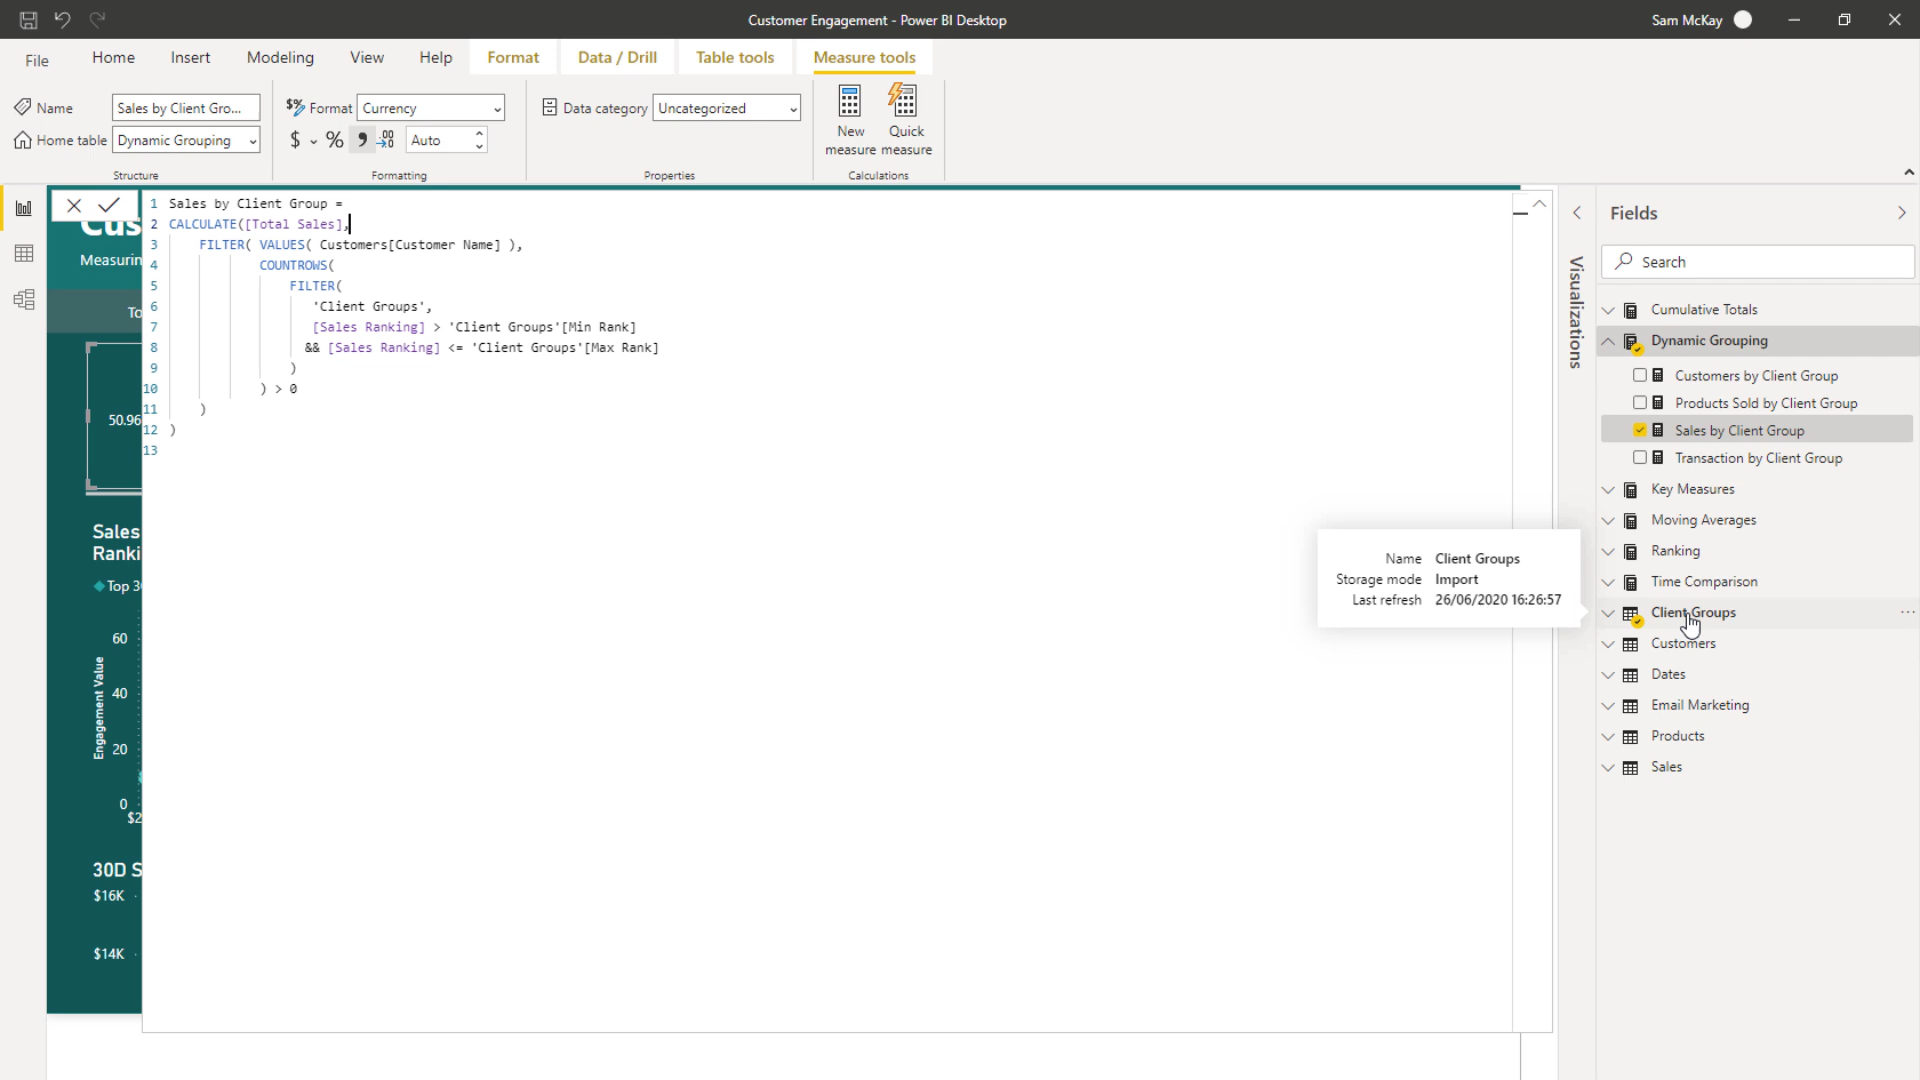 Customer Engagement - Power BI Desktop
Sam McKay
File Home Insert Modeling View Help Format Data / Drill Table tools Measure tools
Name Sales by Client Gro...
Home table Dynamic Grouping
Structure
$% Format Currency
$ % 9 .00 Auto
Formatting
Data category Uncategorized
Properties
New measure
Quick measure
Calculations
Cus
Measurin
To
50.96
Sales
Ranki
Top 3
60
40
20
0
Engagement Value
$2
30D S
$16K
$14K
1 Sales by Client Group =
2 CALCULATE([Total Sales],
3 FILTER( VALUES( Customers[Customer Name] ),
4 COUNTROWS(
5 FILTER(
6 'Client Groups',
7 [Sales Ranking] > 'Client Groups'[Min Rank]
8 && [Sales Ranking] <= 'Client Groups'[Max Rank]
9 )
10 ) > 0
11 )
12 )
13
Name Client Groups
Storage mode Import
Last refresh 26/06/2020 16:26:57
Visualizations
Fields
Search
Cumulative Totals
Dynamic Grouping
Customers by Client Group
Products Sold by Client Group
Sales by Client Group
Transaction by Client Group
Key Measures
Moving Averages
Ranking
Time Comparison
Client Groups
Customers
Dates
Email Marketing
Products
Sales